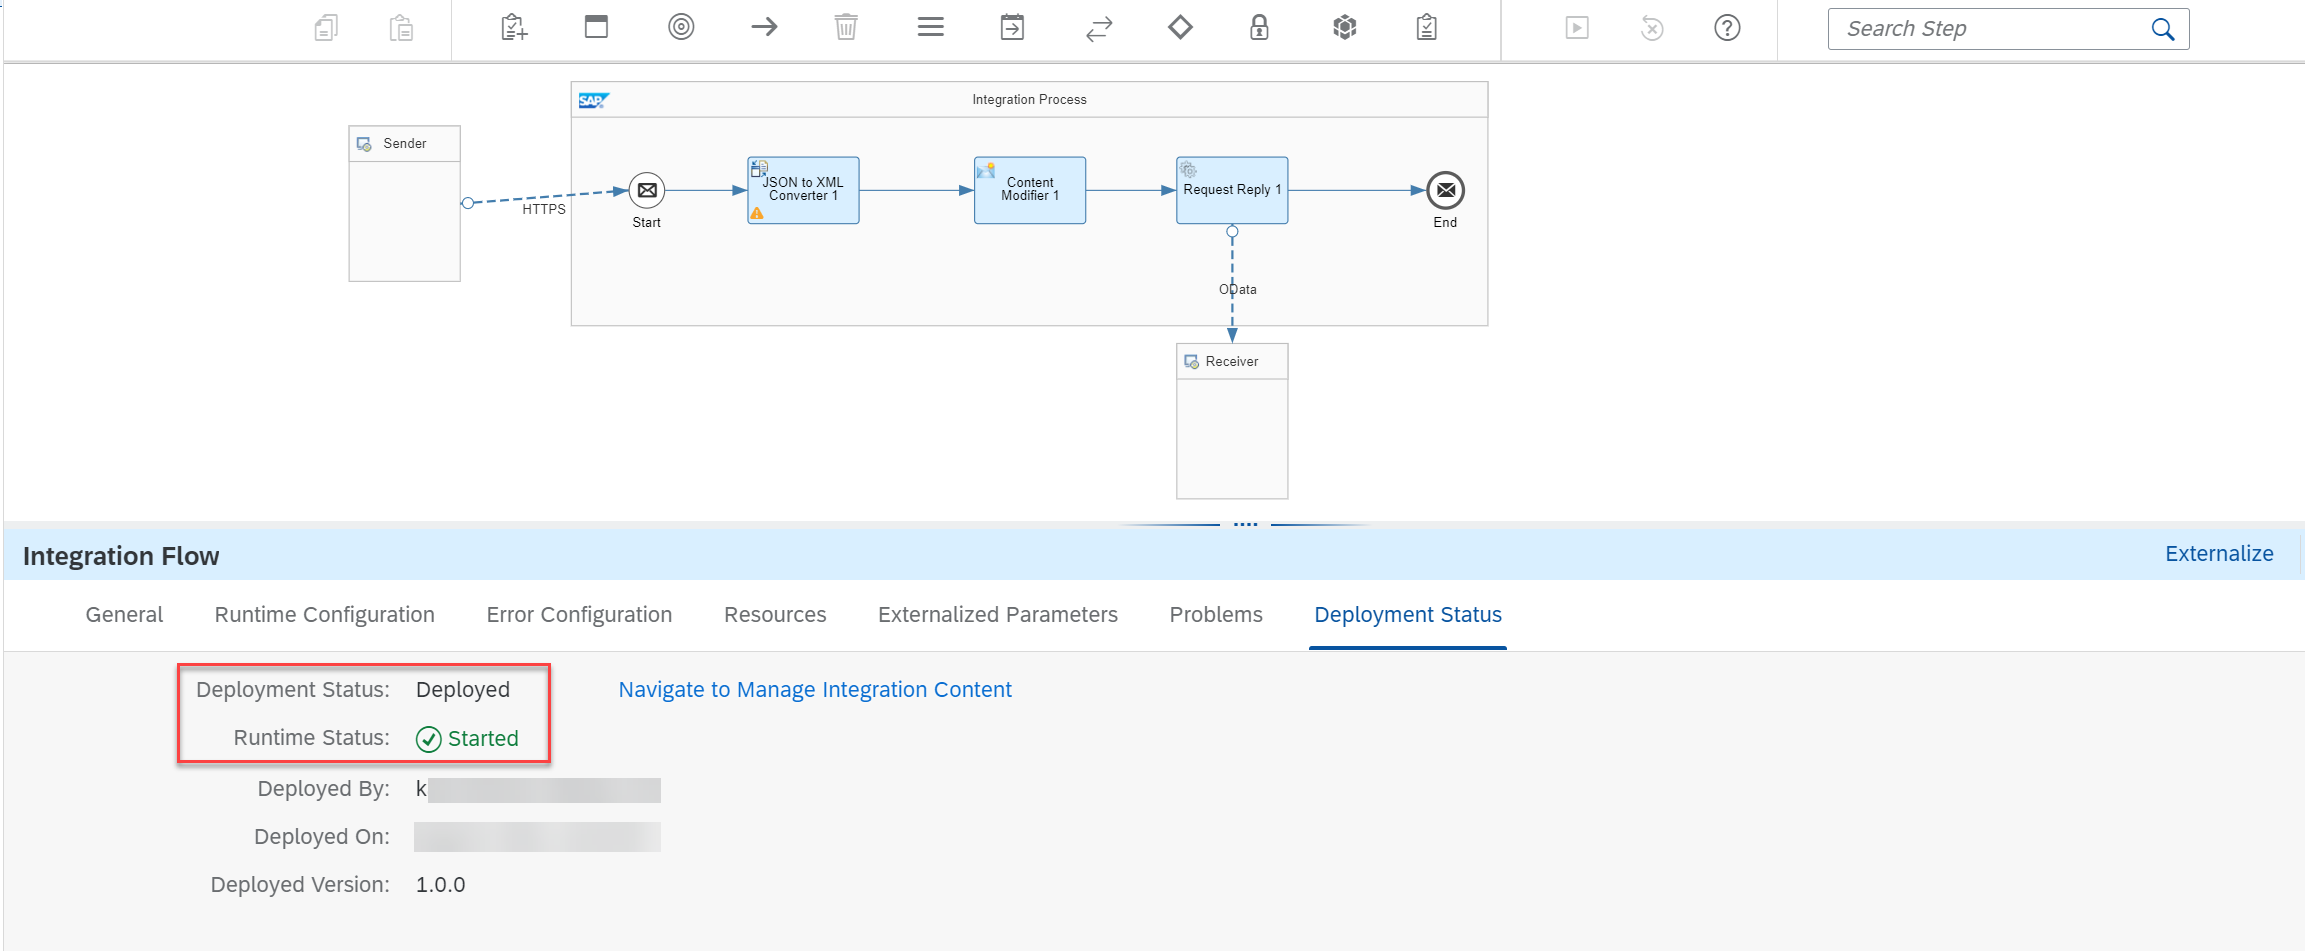 Search Step
SAP
Integration Process
Sender
HTTPS
Start
JSON to XML
Converter 1
Content
Modifier 1
Request Reply 1
End
OData
Receiver
Integration Flow
Externalize
General
Runtime Configuration
Error Configuration
Resources
Externalized Parameters
Problems
Deployment Status
Deployment Status: Deployed
Navigate to Manage Integration Content
Runtime Status: Started
Deployed By: k
Deployed On:
Deployed Version: 1.0.0